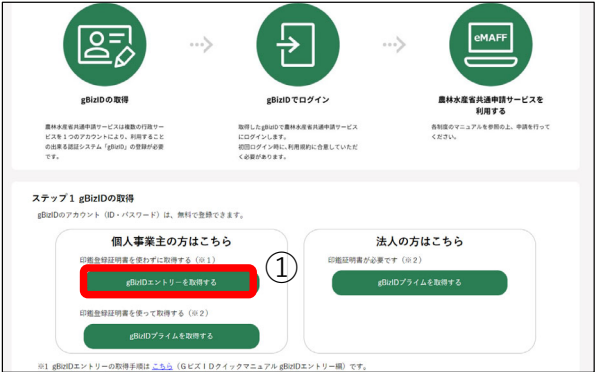 eMAFF
gBizIDの取得
gBizIDでログイン
農林水産省共通申請サービスを
利用する
農林水産省共通申請サービスは複数の行政サー
ビスを１つのアカウントにより、利用すること
の出来る認証システム「gBizID」の登録が必要
です。
取得したgBizIDで農林水産省共通申請サービス
にログインします。
初回ログイン時に、利用規約に合意していただ
く必要があります。
各制度のマニュアルを参照の上、申請を行って
ください。
ステップ１ gBizIDの取得
gBizIDのアカウント（ID・パスワード）は、無料で登録できます。
個人事業主の方はこちら
印鑑登録証明書を使わずに取得する（※１）
gBizIDエントリーを取得する
①
印鑑登録証明書を使って取得する（※２）
gBizIDプライムを取得する
法人の方はこちら
印鑑証明書が必要です（※２）
gBizIDプライムを取得する
※1 gBizIDエントリーの取得手順は こちら（GビズＩＤクイックマニュアル gBizIDエントリー編）です。